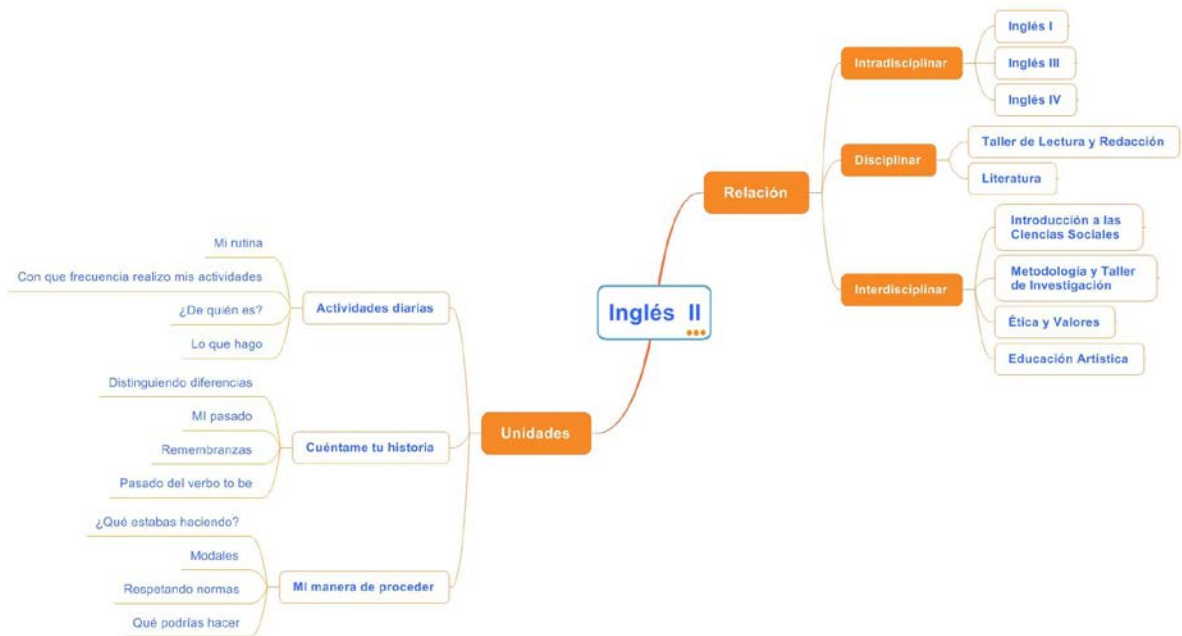 Inglés II
Relación
Intradisciplinar
Inglés I
Inglés III
Inglés IV
Disciplinar
Taller de Lectura y Redacción
Literatura
Interdisciplinar
Introducción a las
Ciencias Sociales
Metodología y Taller
de Investigación
Ética y Valores
Educación Artística
Unidades
Actividades diarias
Mi rutina
Con que frecuencia realizo mis actividades
¿De quién es?
Lo que hago
Cuéntame tu historia
Distinguiendo diferencias
MI pasado
Remembranzas
Pasado del verbo to be
MI manera de proceder
¿Qué estabas haciendo?
Modales
Respetando normas
Qué podrías hacer